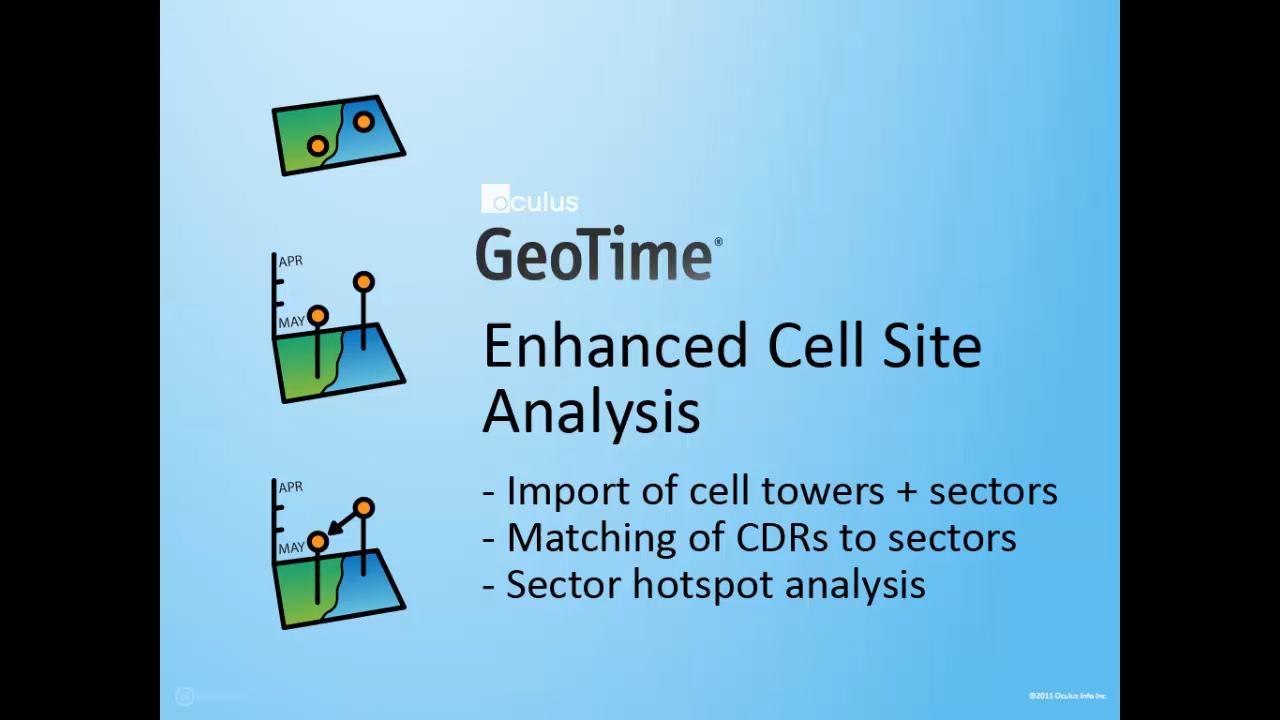 oculus
GeoTime®
Enhanced Cell Site
Analysis
- Import of cell towers + sectors
- Matching of CDRs to sectors
- Sector hotspot analysis
APR
MAY
APR
MAY
©2011 Oculus Info Inc.